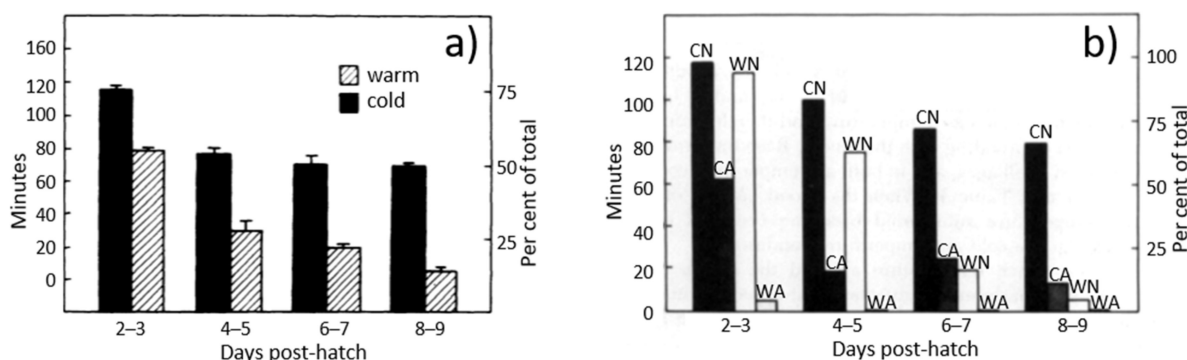 a)
160
120
0
80
60
40
20
0
Minutes
warm
cold
75
50
25
Per cent of total
2–3
4–5
6–7
8–9
Days post-hatch
b)
120
100
80
60
40
20
0
Minutes
CN
CA
WN
WA
CN
CA
WN
WA
CN
CA
WN
WA
CN
CA
WN
WA
100
75
50
25
Per cent of total
2–3
4–5
6–7
8–9
Days post-hatch